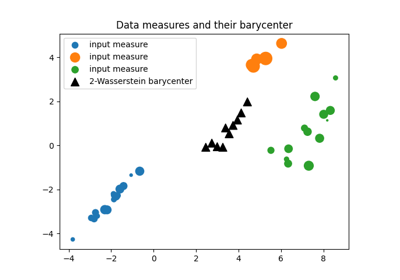 Data measures and their barycenter
input measure
input measure
input measure
2-Wasserstein barycenter
4
2
0
−2
−4
−4 −2 0 2 4 6 8